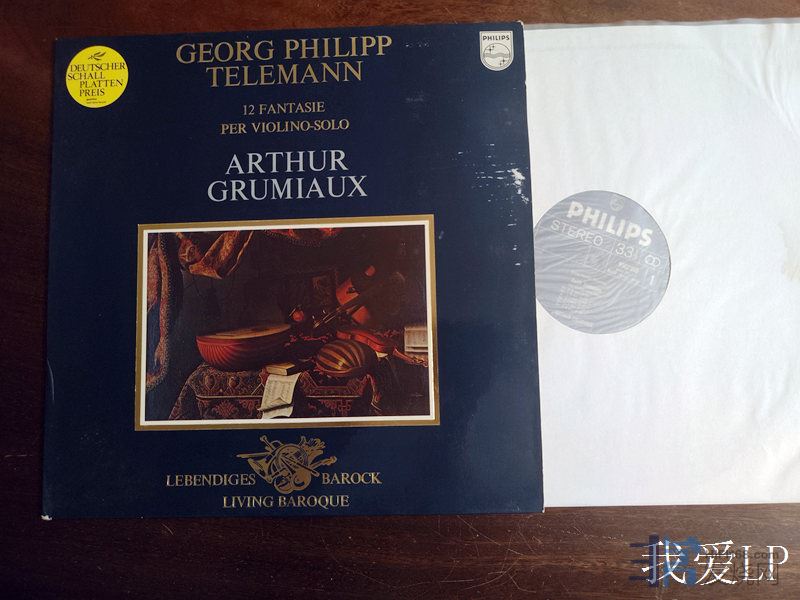 DEUTSCHER
SCHALL
PLATTEN
PREIS
GEORG PHILIPP
TELEMANN
PHILIPS
12 FANTASIE
PER VIOLINO-SOLO
ARTHUR
GRUMIAUX
LEBENDIGES BAROCK
LIVING BAROQUE
PHILIPS
STEREO 33
1
我爱LP